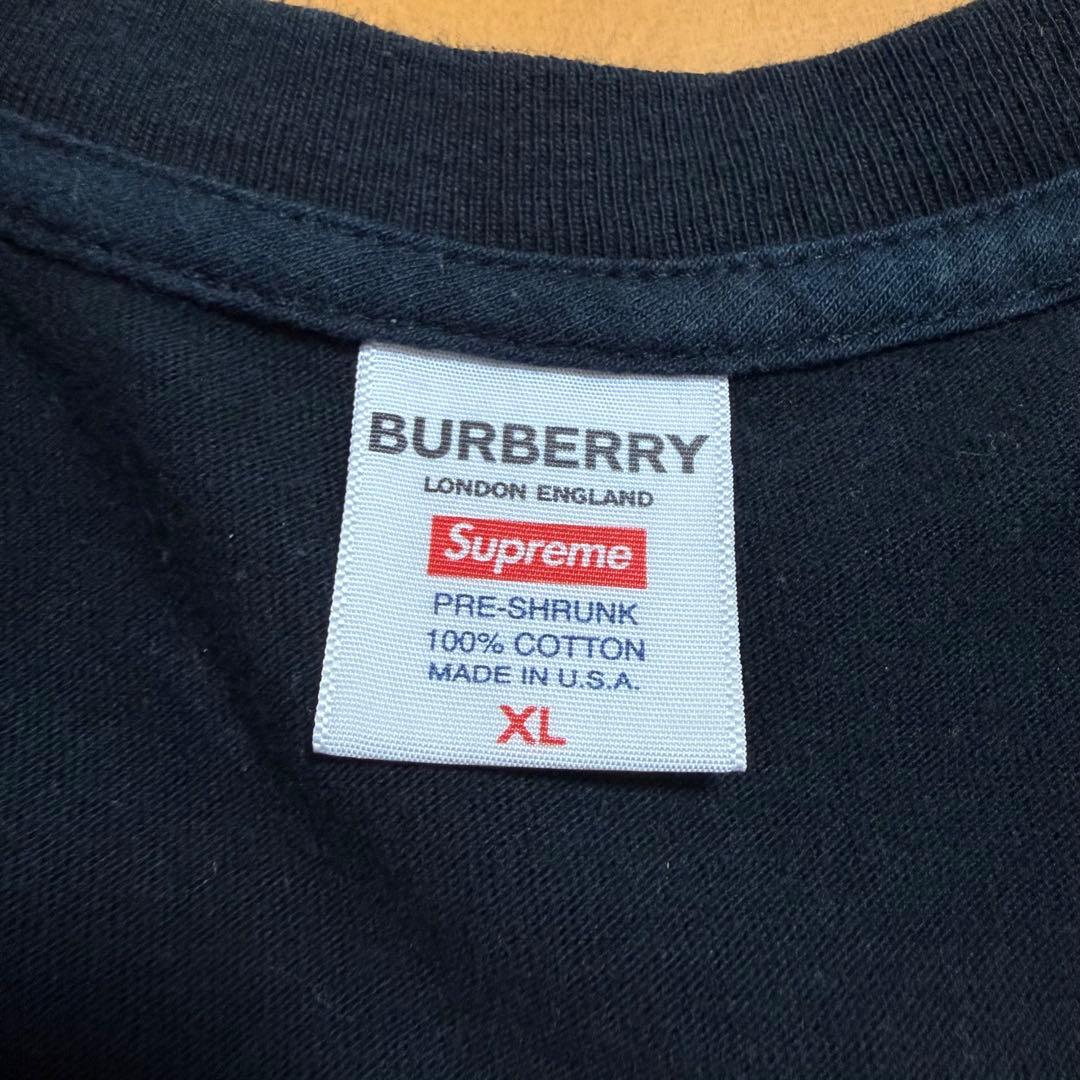 BURBERRY
LONDON ENGLAND
Supreme
PRE-SHRUNK
100% COTTON
MADE IN U.S.A.
XL